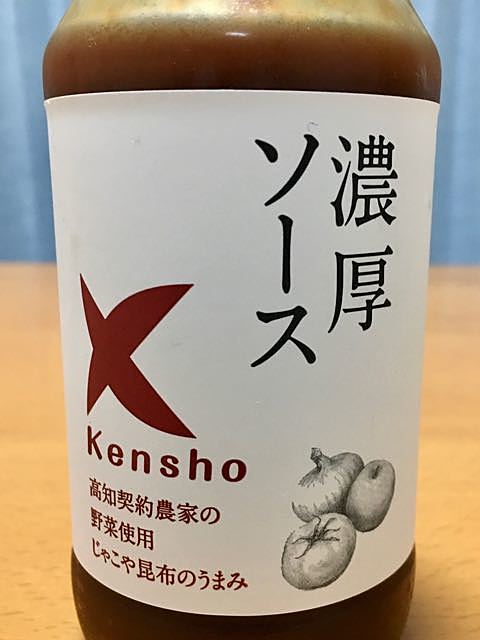 濃厚
ソース
Kensho
高知契約農家の
野菜使用
じゃこや昆布のうまみ